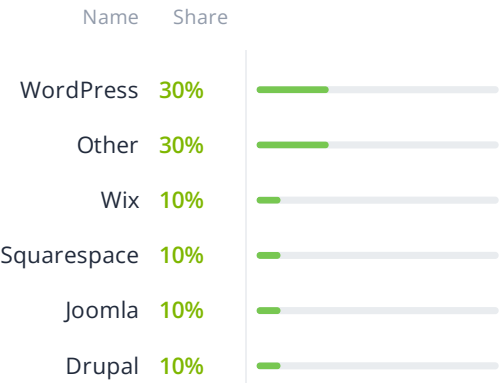 Name Share
WordPress 30%
Other 30%
Wix 10%
Squarespace 10%
Joomla 10%
Drupal 10%